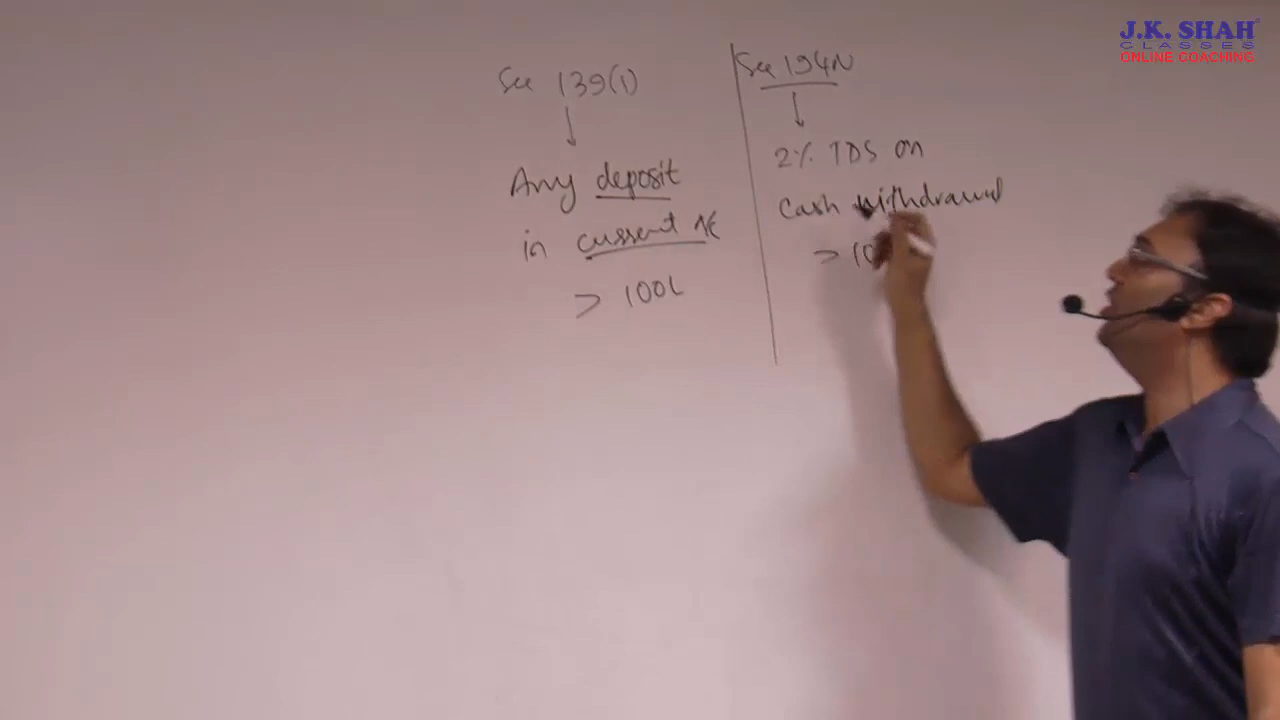 J.K. SHAH
CLASSES
ONLINE COACHING
Sec 139(1)
Any deposit
in current A/c
> 100L
Sec 194N
2% TDS on
Cash withdrawal
> 10